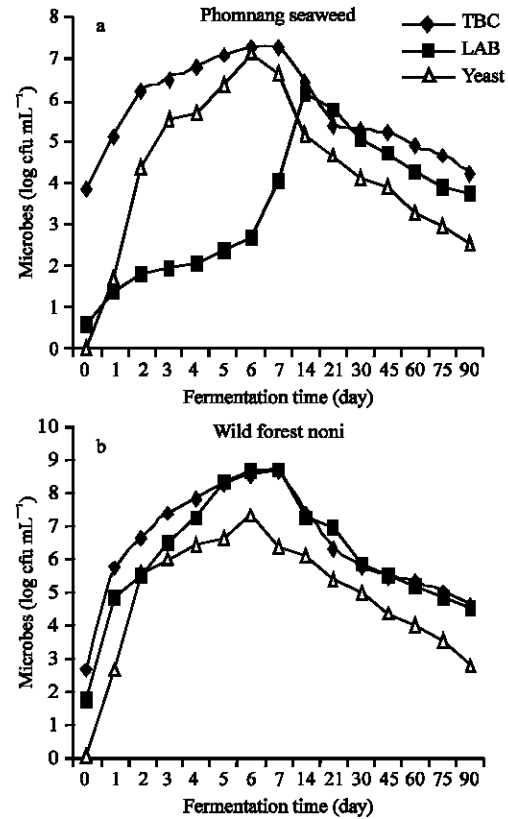 a
Phomnang seaweed
TBC
LAB
Yeast
8
7
6
5
4
3
2
1
0
Microbes (log cfu mL⁻¹)
0 1 2 3 4 5 6 7 14 21 30 45 60 75 90
Fermentation time (day)
b
Wild forest noni
10
9
8
7
6
5
4
3
2
1
0
Microbes (log cfu mL⁻¹)
0 1 2 3 4 5 6 7 14 21 30 45 60 75 90
Fermentation time (day)